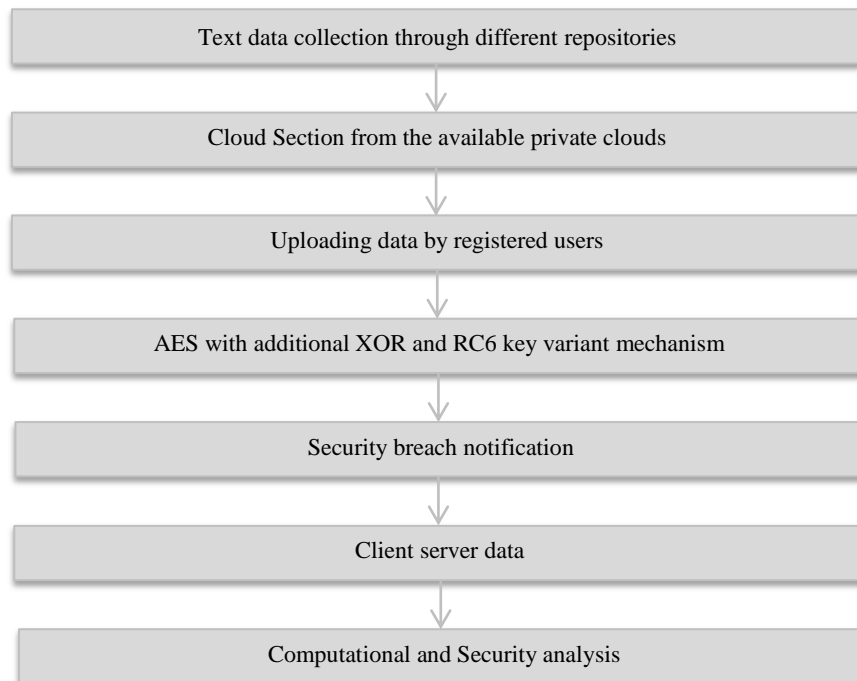 Text data collection through different repositories
Cloud Section from the available private clouds
Uploading data by registered users
AES with additional XOR and RC6 key variant mechanism
Security breach notification
Client server data
Computational and Security analysis